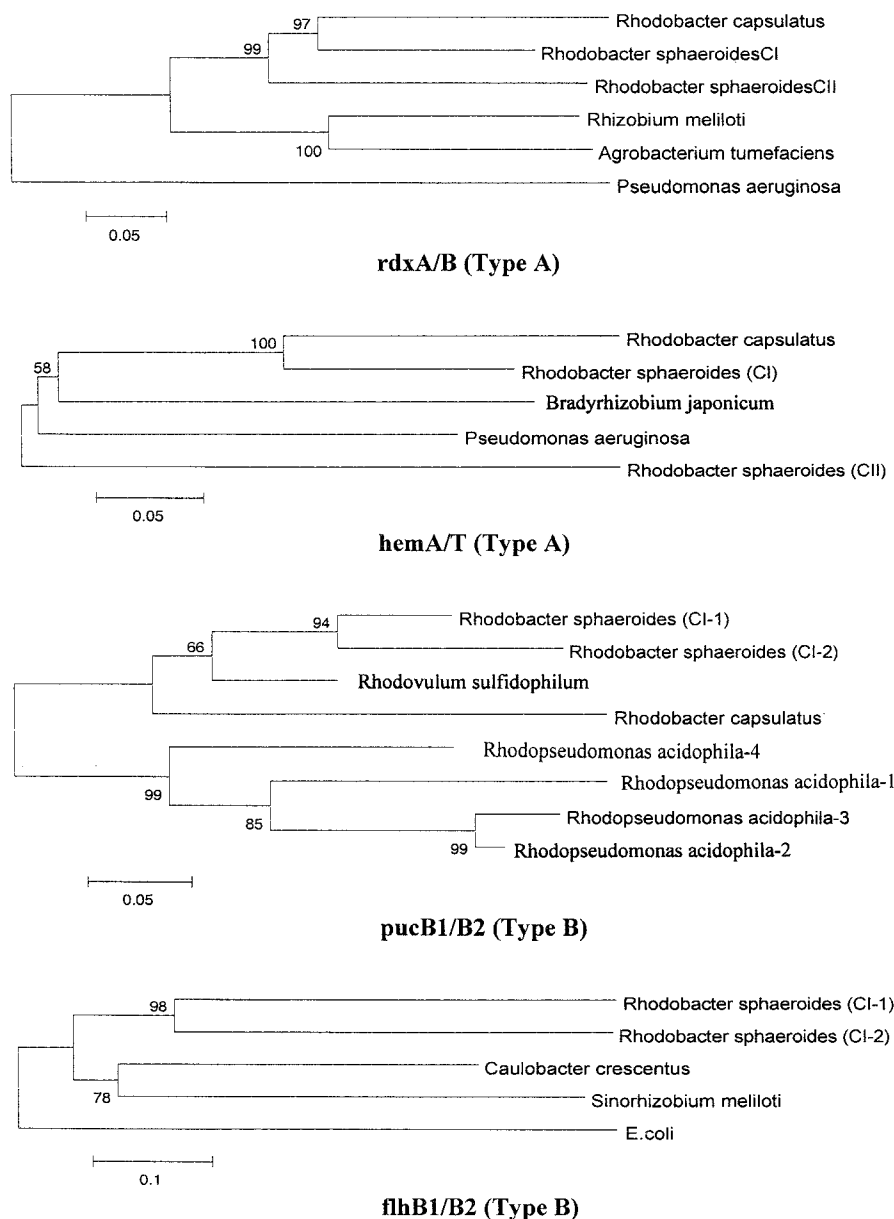 Rhodobacter capsulatus
97
Rhodobacter sphaeroidesCI
99
Rhodobacter sphaeroidesCII
Rhizobium meliloti
100
Agrobacterium tumefaciens
Pseudomonas aeruginosa
0.05
rdxA/B (Type A)
Rhodobacter capsulatus
100
Rhodobacter sphaeroides (CI)
58
Bradyrhizobium japonicum
Pseudomonas aeruginosa
Rhodobacter sphaeroides (CII)
0.05
hemA/T (Type A)
Rhodobacter sphaeroides (CI-1)
94
Rhodobacter sphaeroides (CI-2)
66
Rhodovulum sulfidophilum
Rhodobacter capsulatus
Rhodopseudomonas acidophila-4
99
Rhodopseudomonas acidophila-1
85
Rhodopseudomonas acidophila-3
99
Rhodopseudomonas acidophila-2
0.05
pucB1/B2 (Type B)
Rhodobacter sphaeroides (CI-1)
98
Rhodobacter sphaeroides (CI-2)
Caulobacter crescentus
78
Sinorhizobium meliloti
E.coli
0.1
flhB1/B2 (Type B)